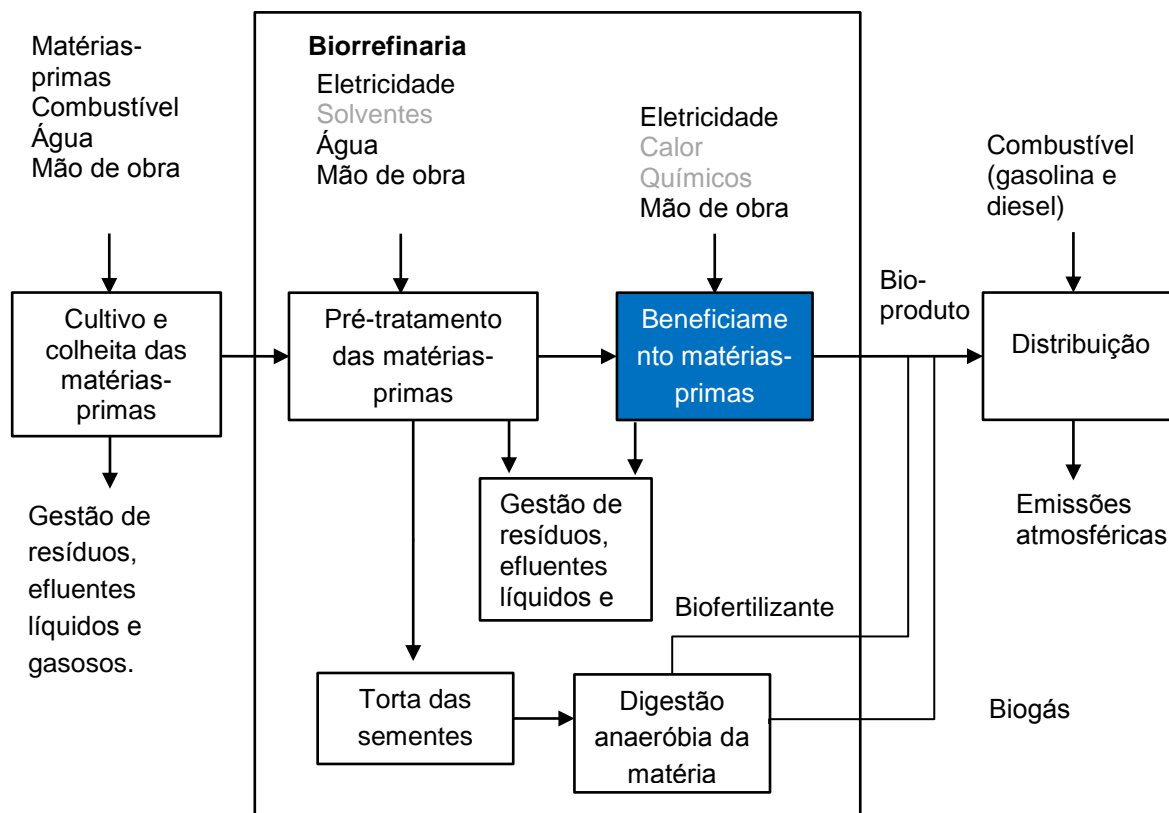 Matérias-
primas
Combustível
Água
Mão de obra
Biorrefinaria
Eletricidade
Solventes
Água
Mão de obra
Eletricidade
Calor
Químicos
Mão de obra
Combustível
(gasolina e
diesel)
Cultivo e
colheita das
matérias-
primas
Pré-tratamento
das matérias-
primas
Beneficiame
nto matérias-
primas
Bio-
produto
Distribuição
Gestão de
resíduos,
efluentes
líquidos e
gasosos.
Gestão de
resíduos,
efluentes
líquidos e
Emissões
atmosféricas
Biofertilizante
Torta das
sementes
Digestão
anaeróbia da
matéria
Biogás